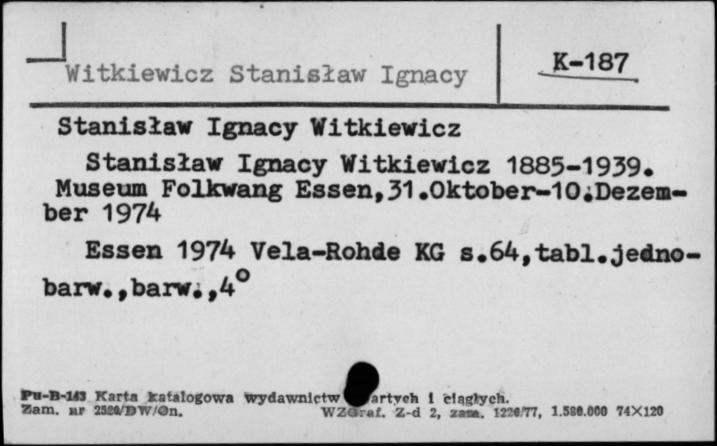 Witkiewicz Stanisław Ignacy
K-187
Stanisław Ignacy Witkiewicz
Stanisław Ignacy Witkiewicz 1885-1939.
Museum Folkwang Essen,31.Oktober-10.Dezem-
ber 1974
Essen 1974 Vela-Rohde KG s.64,tabl.jedno-
barw.,barw.,4°
Pu-B-143 Karta katalogowa wydawnictw artych i ciągłych.
Zam. nr 2520/DW/On. WZGraf. Z-d 2, zam. 1226/77, 1.580.000 74×120